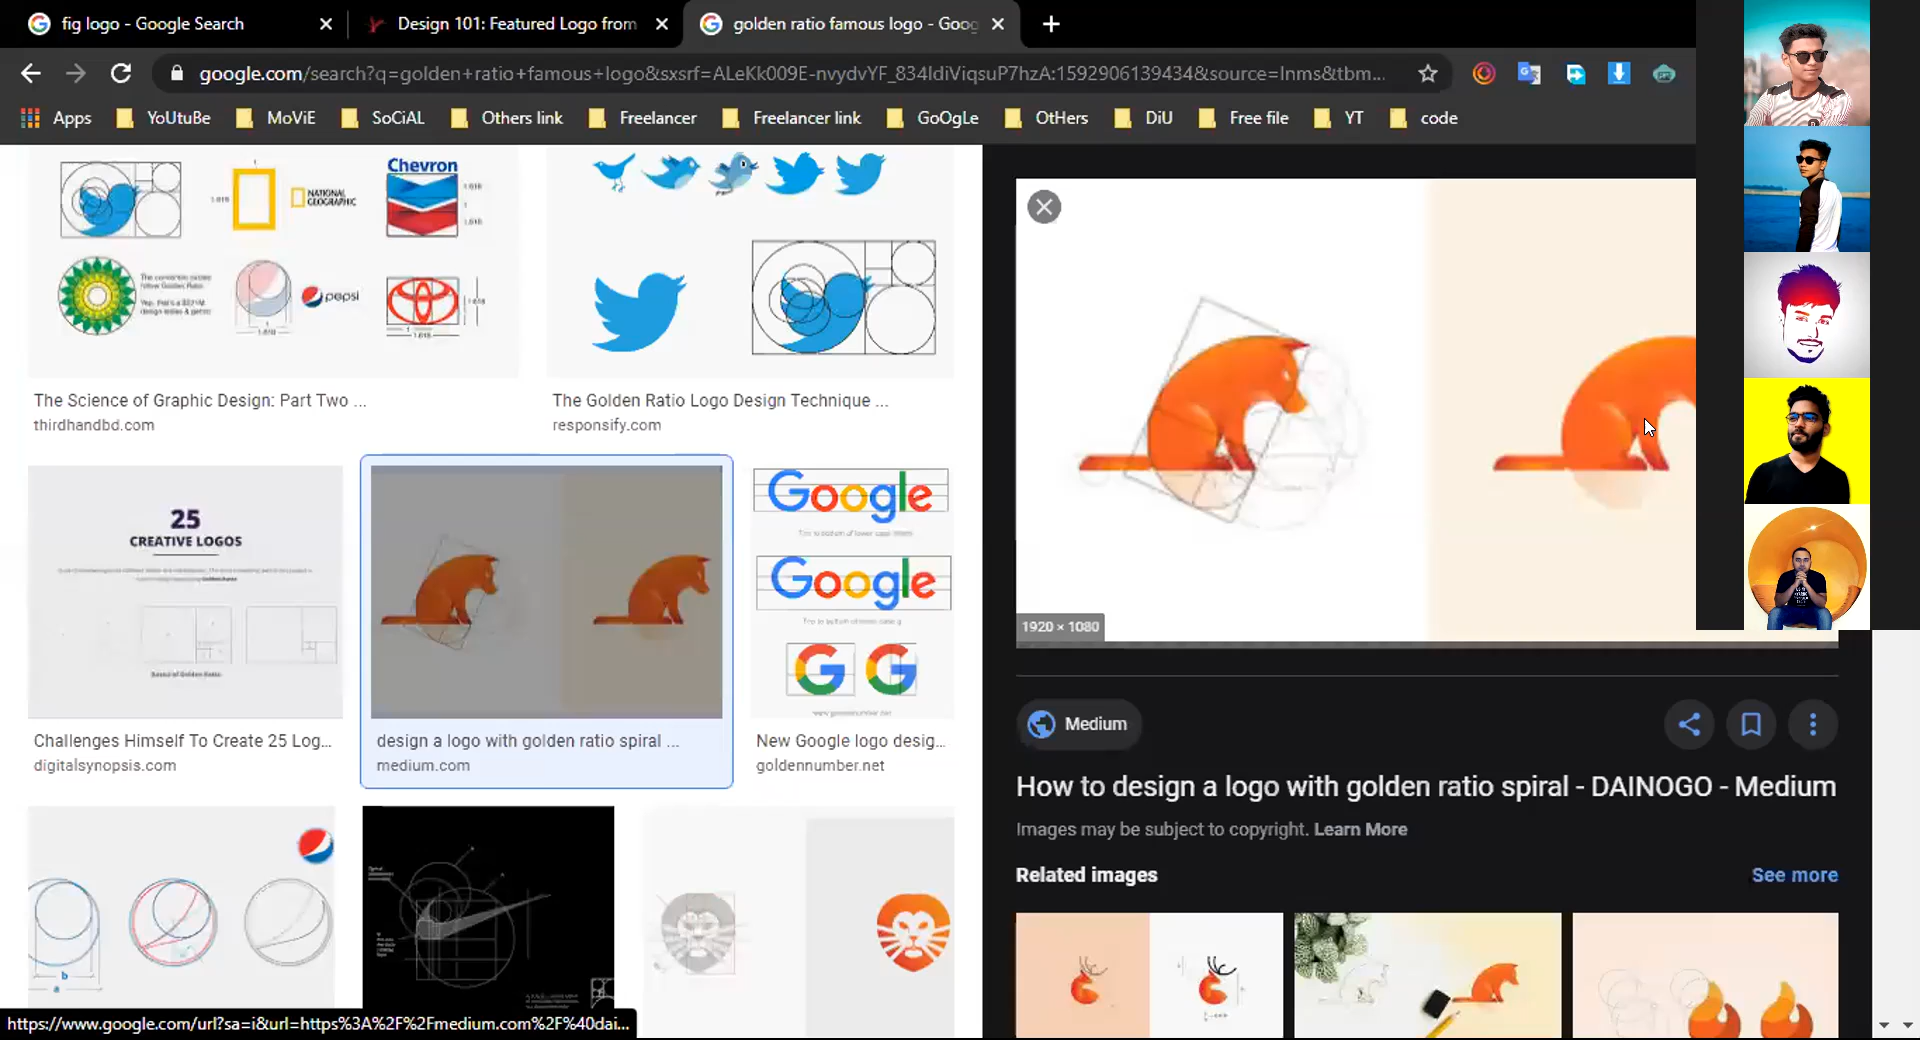 fig logo - Google Search
Design 101: Featured Logo from
golden ratio famous logo - Goog
google.com/search?q=golden+ratio+famous+logo&sxsrf=ALeKk009E-nvydvYF_834IdiViqsuP7hzA:1592906139434&source=lnms&tbm...
Apps
YoUtuBe
MoViE
SoCiAL
Others link
Freelancer
Freelancer link
GoOgLe
OtHers
DiU
Free file
YT
code
NATIONAL
GEOGRAPHIC
Chevron
pepsi
The Science of Graphic Design: Part Two ...
thirdhandbd.com
The Golden Ratio Logo Design Technique ...
responsify.com
25
CREATIVE LOGOS
Challenges Himself To Create 25 Log...
digitalsynopsis.com
design a logo with golden ratio spiral ...
medium.com
Google
Google
New Google logo desig...
goldennumber.net
b
a
1920 × 1080
Medium
How to design a logo with golden ratio spiral - DAINOGO - Medium
Images may be subject to copyright. Learn More
Related images
See more
https://www.google.com/url?sa=i&url=https%3A%2F%2Fmedium.com%2F%40dai...